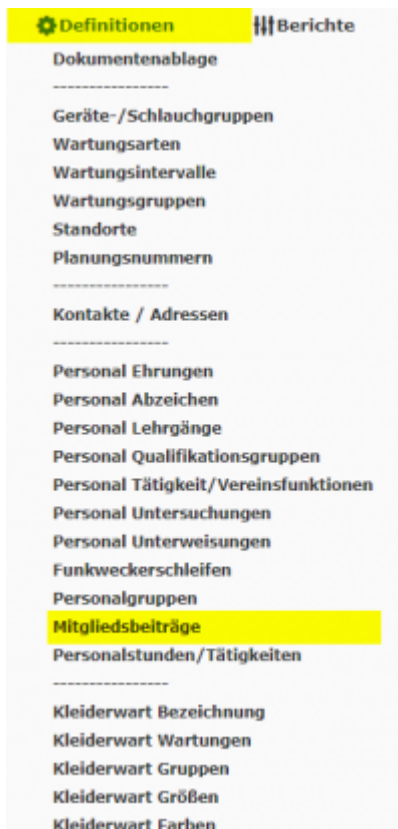 Definitionen Berichte
Dokumentenablage
----------------
Geräte-/Schlauchgruppen
Wartungsarten
Wartungsintervalle
Wartungsgruppen
Standorte
Planungsnummern
----------------
Kontakte / Adressen
----------------
Personal Ehrungen
Personal Abzeichen
Personal Lehrgänge
Personal Qualifikationsgruppen
Personal Tätigkeit/Vereinsfunktionen
Personal Untersuchungen
Personal Unterweisungen
Funkweckerschleifen
Personalgruppen
Mitgliedsbeiträge
Personalstunden/Tätigkeiten
----------------
Kleiderwart Bezeichnung
Kleiderwart Wartungen
Kleiderwart Gruppen
Kleiderwart Größen
Kleiderwart Farben